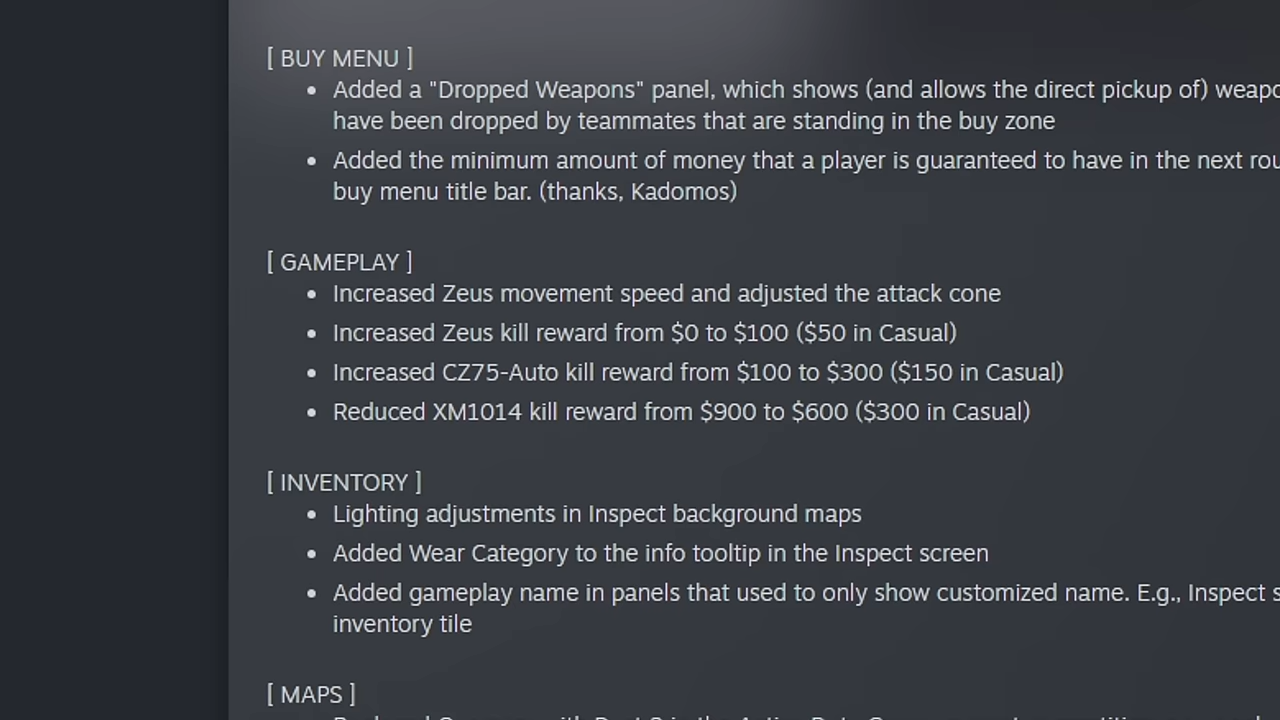 [ BUY MENU ]
• Added a "Dropped Weapons" panel, which shows (and allows the direct pickup of)
have been dropped by teammates that are standing in the buy zone
• Added the minimum amount of money that a player is guaranteed to have in the next
buy menu title bar. (thanks, Kadomos)
[ GAMEPLAY ]
• Increased Zeus movement speed and adjusted the attack cone
• Increased Zeus kill reward from $0 to $100 ($50 in Casual)
• Increased CZ75-Auto kill reward from $100 to $300 ($150 in Casual)
• Reduced XM1014 kill reward from $900 to $600 ($300 in Casual)
[ INVENTORY ]
• Lighting adjustments in Inspect background maps
• Added Wear Category to the info tooltip in the Inspect screen
• Added gameplay name in panels that used to only show customized name. E.g., Inspect
inventory tile
[ MAPS ]